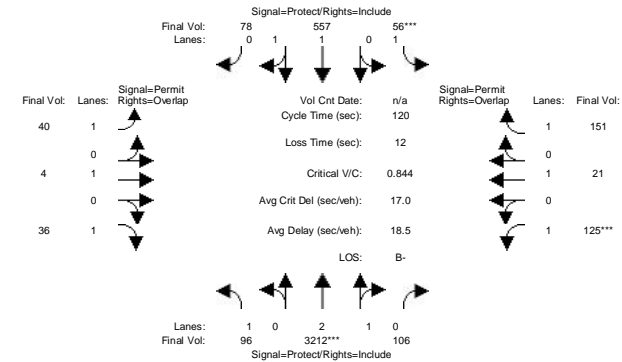 Signal=Protect/Rights=Include
Final Vol: 78 557 56***
Lanes: 0 1 1 0 1
Signal=Permit
Final Vol: Lanes: Rights=Overlap
Vol Cnt Date: n/a
Signal=Permit
Rights=Overlap Lanes: Final Vol:
Cycle Time (sec): 120
40 1
1 151
Loss Time (sec): 12
0
0
4 1
Critical V/C: 0.844
1 21
0
Avg Crit Del (sec/veh): 17.0
0
36 1
Avg Delay (sec/veh): 18.5
1 125***
LOS: B-
Lanes: 1 0 2 1 0
Final Vol: 96 3212*** 106
Signal=Protect/Rights=Include